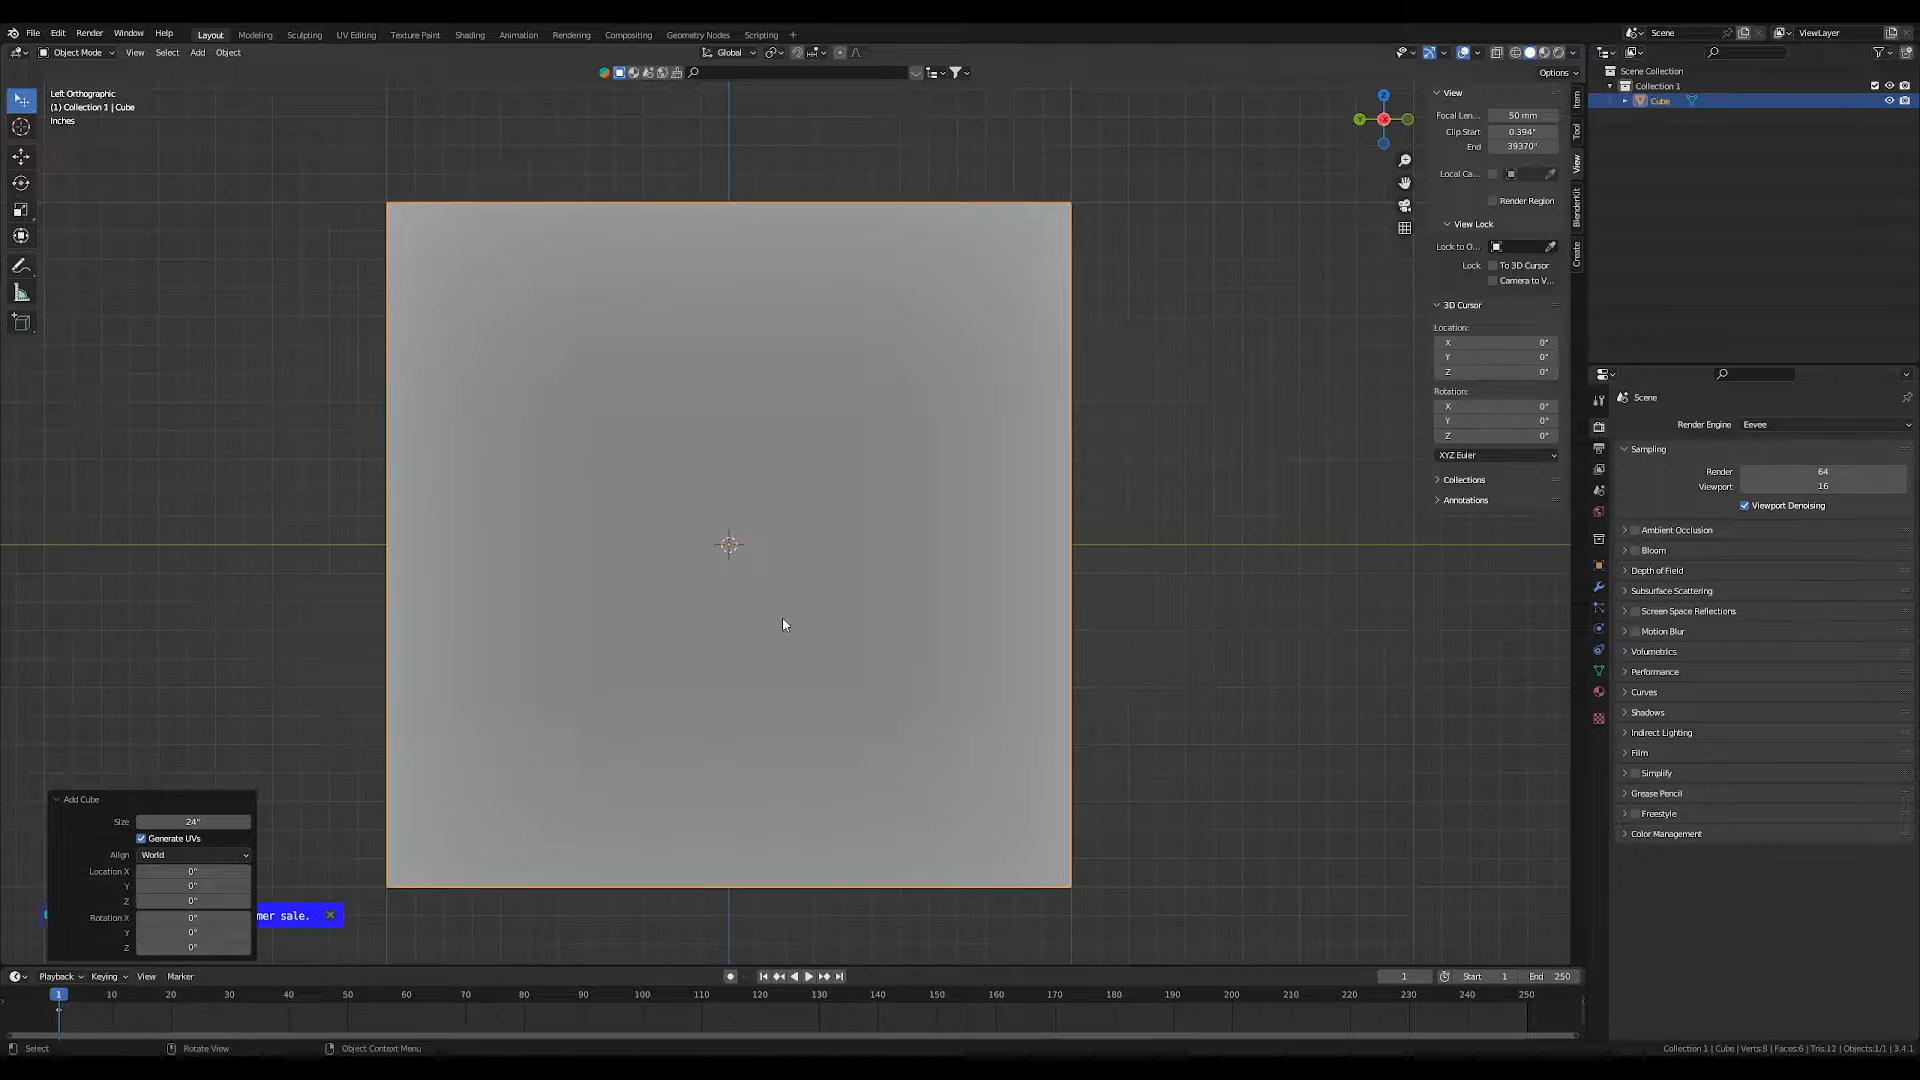 File Edit Render Window Help Layout Modeling Sculpting UV Editing Texture Paint Shading Animation Rendering Compositing Geometry Nodes Scripting + Scene ViewLayer
Object Mode View Select Add Object Global
Options
Left Orthographic
(1) Collection 1 | Cube
Inches
Z
Y
X
View
Focal Len... 50 mm
Clip Start 0.394"
End 39370"
Local Ca...
Render Region
View Lock
Lock to O...
Lock To 3D Cursor
Camera to V...
3D Cursor
Location:
X 0"
Y 0"
Z 0"
Rotation:
X 0°
Y 0°
Z 0°
XYZ Euler
Collections
Annotations
Item
Tool
View
BlenderKit
Create
Scene Collection
Collection 1
Cube
Scene
Render Engine Eevee
Sampling
Render 64
Viewport 16
Viewport Denoising
Ambient Occlusion
Bloom
Depth of Field
Subsurface Scattering
Screen Space Reflections
Motion Blur
Volumetrics
Performance
Curves
Shadows
Indirect Lighting
Film
Simplify
Grease Pencil
Freestyle
Color Management
Add Cube
Size 24"
Generate UVs
Align World
Location X 0"
Y 0"
Z 0"
Rotation X 0°
Y 0°
Z 0°
mer sale.
Playback Keying View Marker 1 Start 1 End 250
1 10 20 30 40 50 60 70 80 90 100 110 120 130 140 150 160 170 180 190 200 210 220 230 240 250
Select Rotate View Object Context Menu Collection 1 | Cube | Verts:8 | Faces:6 | Tris:12 | Objects:1/1 | 3.4.1